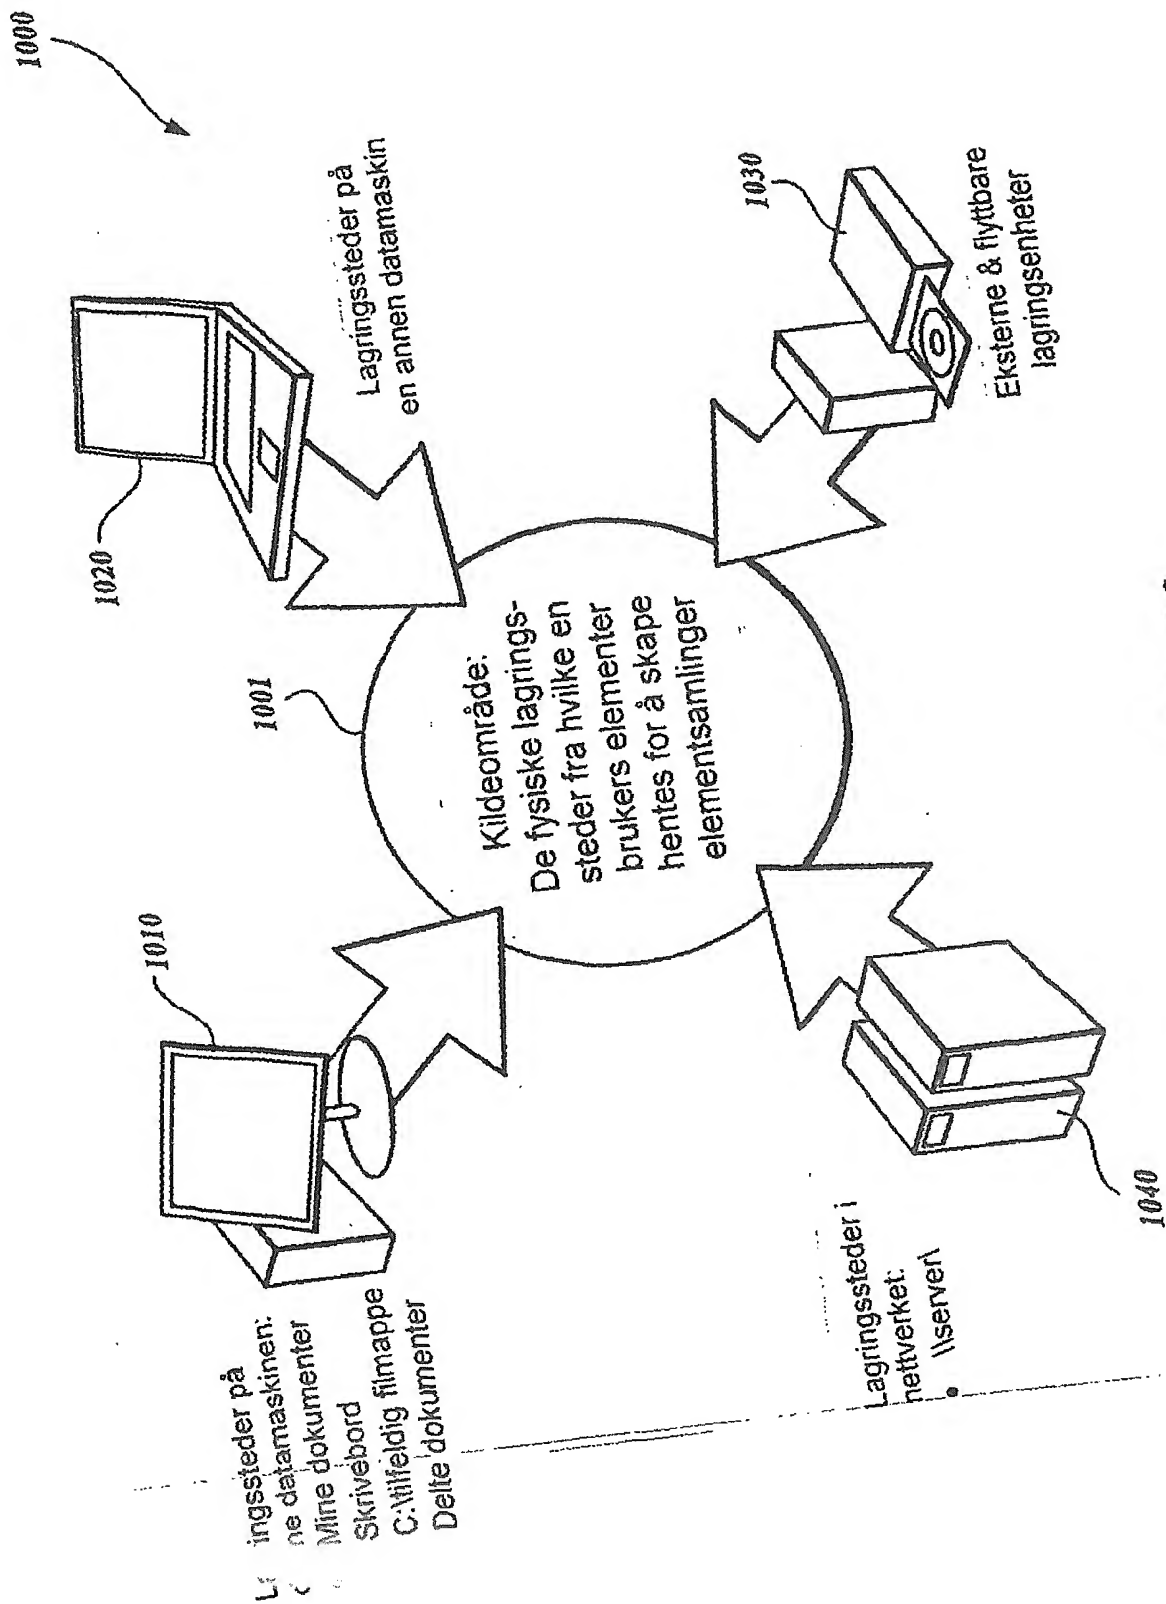 1000
1010
ingssteder på
ne datamaskinen:
Mine dokumenter
Skrivebord
C:\tilfeldig filmappe
Delte dokumenter
1020
Lagringssteder på
en annen datamaskin
1001
Kildeområde:
De fysiske lagrings-
steder fra hvilke en
brukers elementer
hentes for å skape
elementsamlinger
1040
Lagringssteder i
nettverket:
\\server\
1030
Eksterne & flyttbare
lagringsenheter